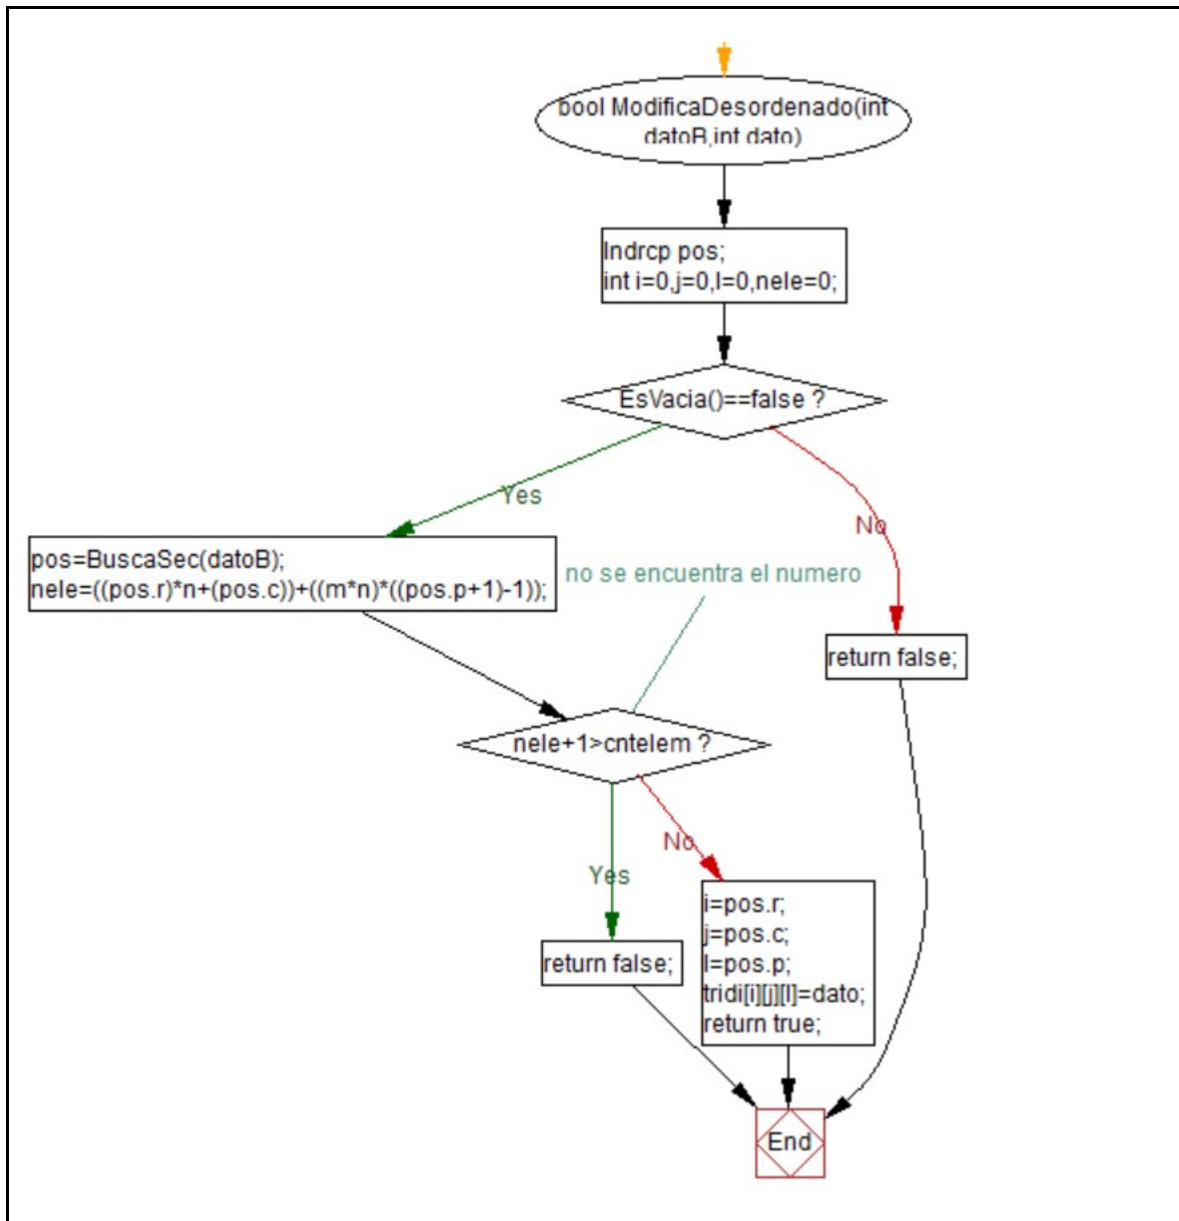 bool ModificaDesordenado(int
datoB,int dato)
Indrcp pos;
int i=0,j=0,l=0,nele=0;
EsVacia()==false ?
Yes
No
pos=BuscaSec(datoB);
nele=((pos.r)*n+(pos.c))+((m*n)*((pos.p+1)-1));
no se encuentra el numero
return false;
nele+1>cntelem ?
Yes
No
return false;
i=pos.r;
j=pos.c;
l=pos.p;
tridi[i][j][l]=dato;
return true;
End